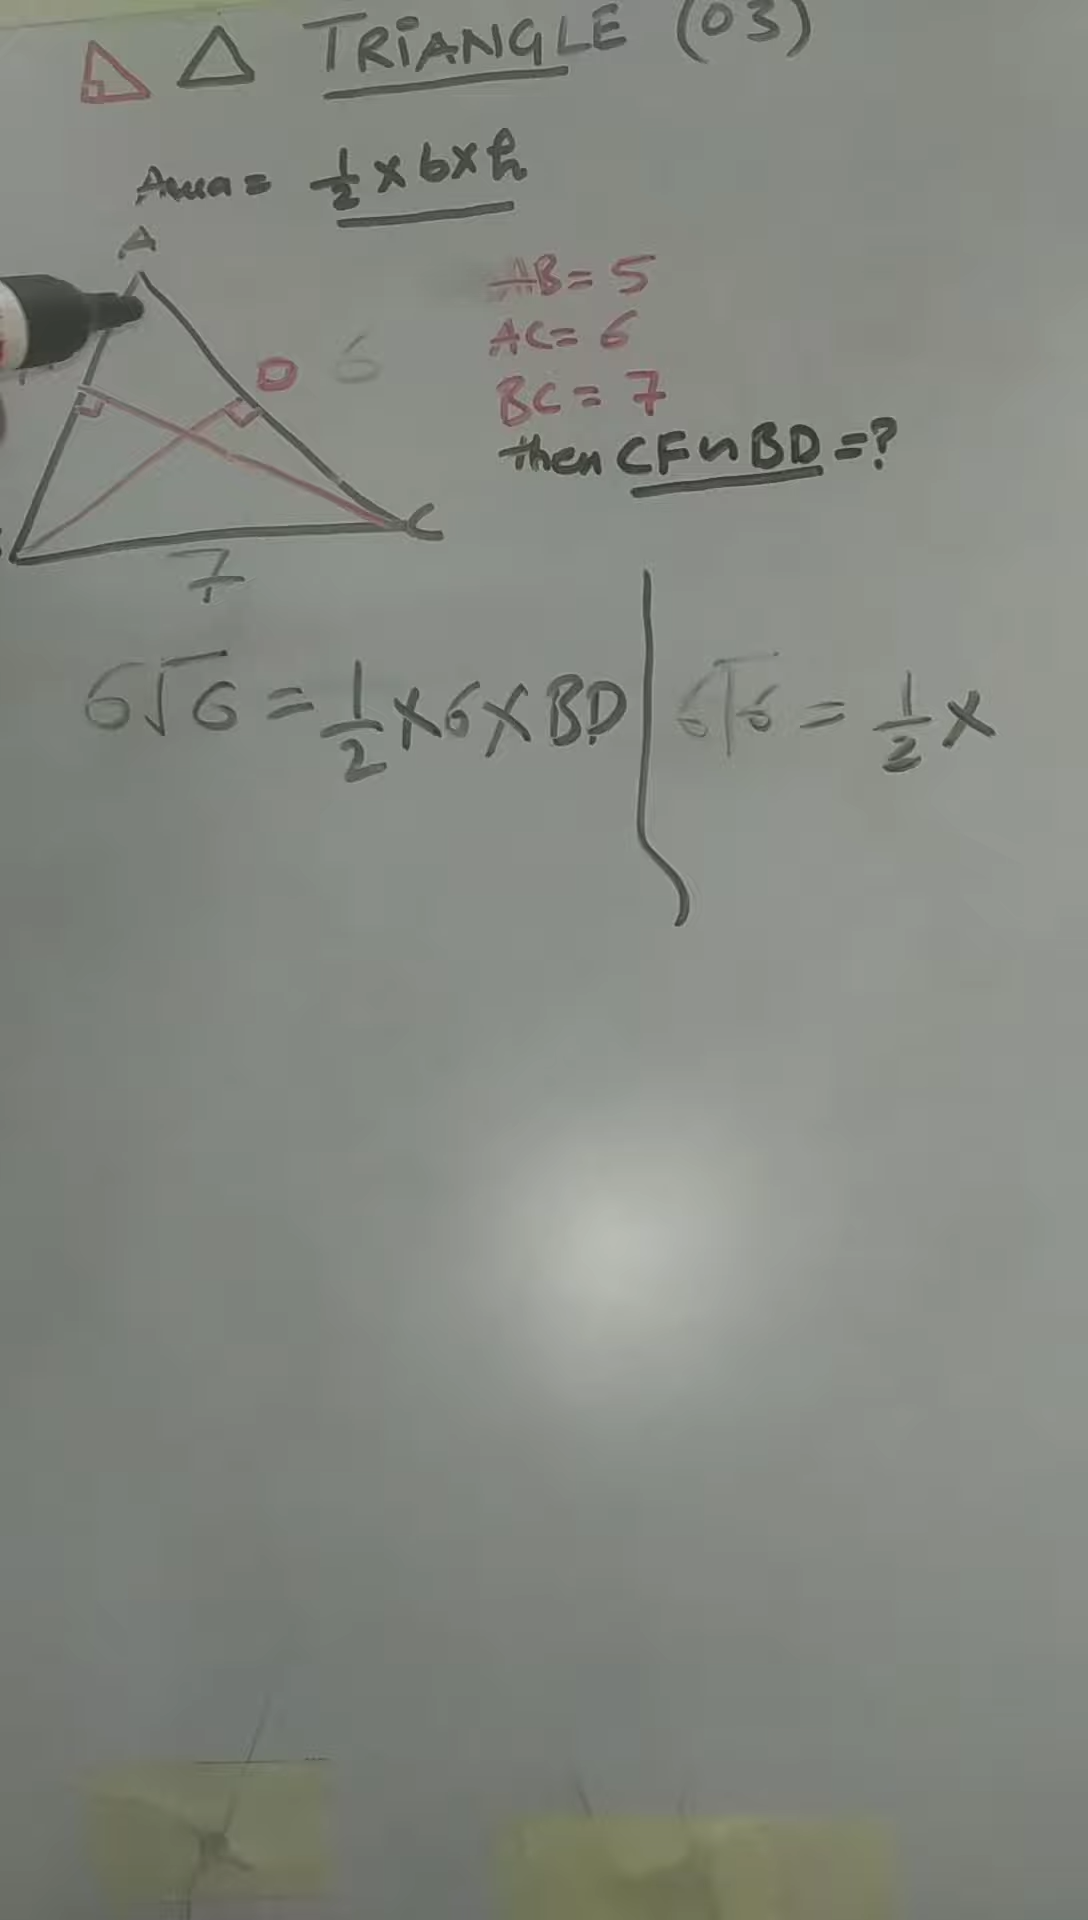 TRIANGLE (03)
Area = 1/2 × b × h
A
AB = 5
AC = 6
BC = 7
then CF n BD = ?
D
6
C
7
6√6 = 1/2 × 6 × BD
6√6 = 1/2 ×